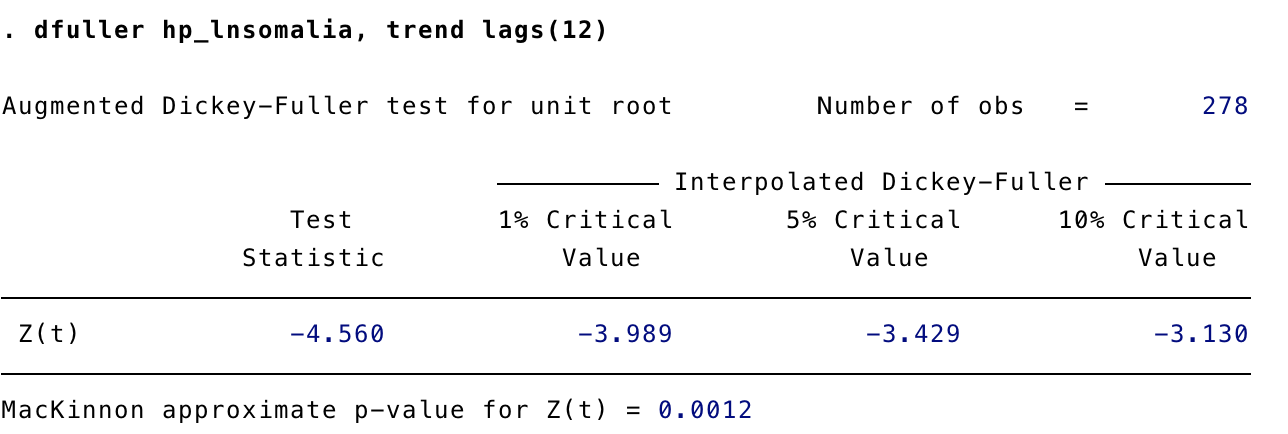 . dfuller hp_lnsomalia, trend lags(12)
Augmented Dickey-Fuller test for unit root Number of obs = 278
Interpolated Dickey-Fuller
Test 1% Critical 5% Critical 10% Critical
Statistic Value Value Value
Z(t) -4.560 -3.989 -3.429 -3.130
MacKinnon approximate p-value for Z(t) = 0.0012